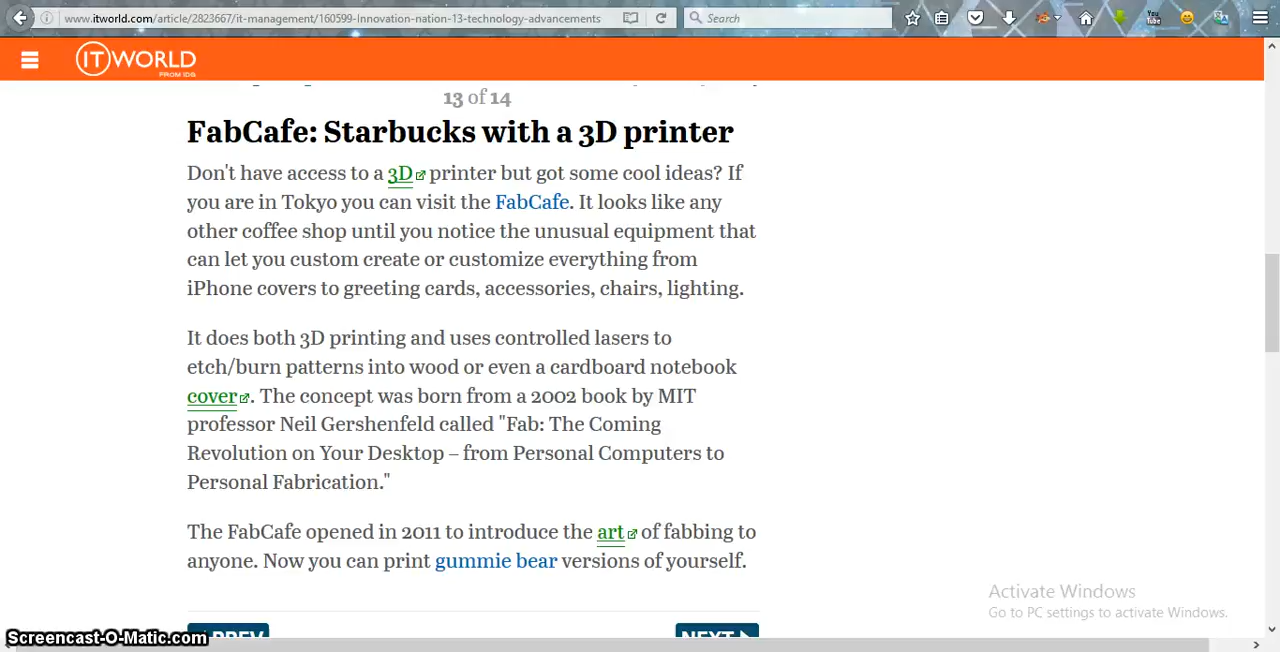 www.itworld.com/article/2823667/it-management/160599-Innovation-nation-13-technology-advancements
Search
You Tube
ITWORLD
FROM IDG
13 of 14
FabCafe: Starbucks with a 3D printer
Don't have access to a 3D printer but got some cool ideas? If
you are in Tokyo you can visit the FabCafe. It looks like any
other coffee shop until you notice the unusual equipment that
can let you custom create or customize everything from
iPhone covers to greeting cards, accessories, chairs, lighting.
It does both 3D printing and uses controlled lasers to
etch/burn patterns into wood or even a cardboard notebook
cover. The concept was born from a 2002 book by MIT
professor Neil Gershenfeld called "Fab: The Coming
Revolution on Your Desktop – from Personal Computers to
Personal Fabrication."
The FabCafe opened in 2011 to introduce the art of fabbing to
anyone. Now you can print gummie bear versions of yourself.
Activate Windows
Go to PC settings to activate Windows.
PREV
NEXT
Screencast-O-Matic.com